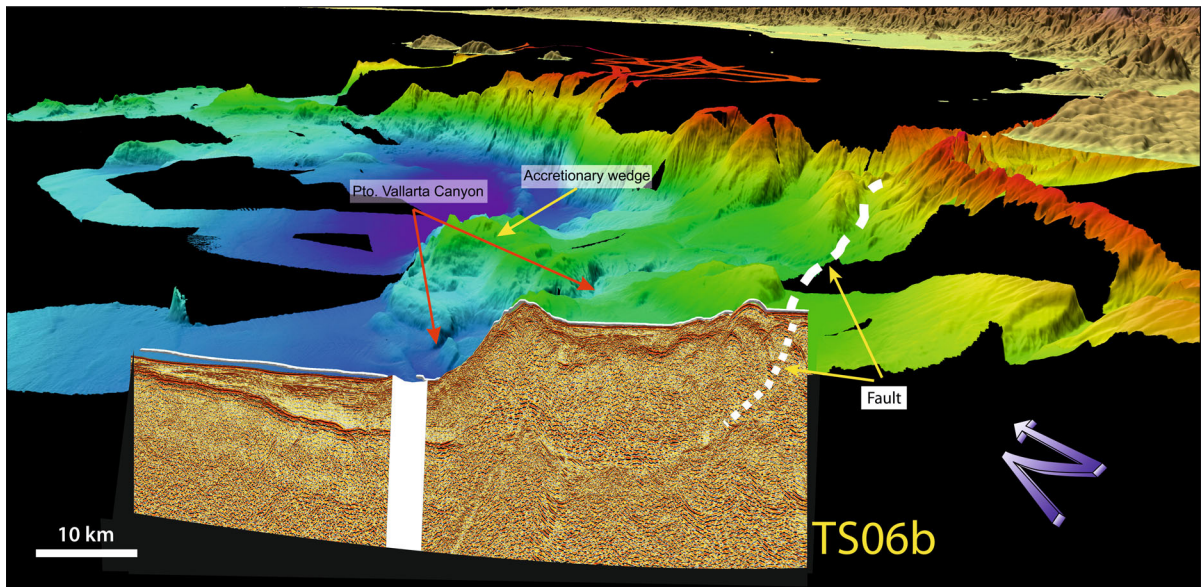 Accretionary wedge
Pto. Vallarta Canyon
Fault
N
10 km
TS06b